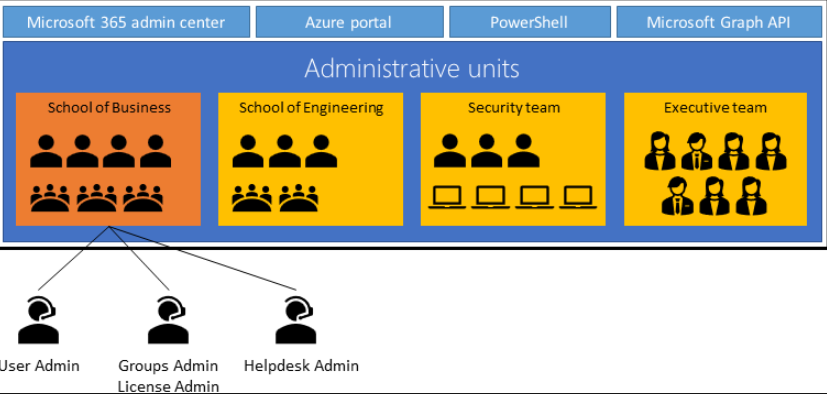 Microsoft 365 admin center
Azure portal
PowerShell
Microsoft Graph API
Administrative units
School of Business
School of Engineering
Security team
Executive team
User Admin
Groups Admin
License Admin
Helpdesk Admin